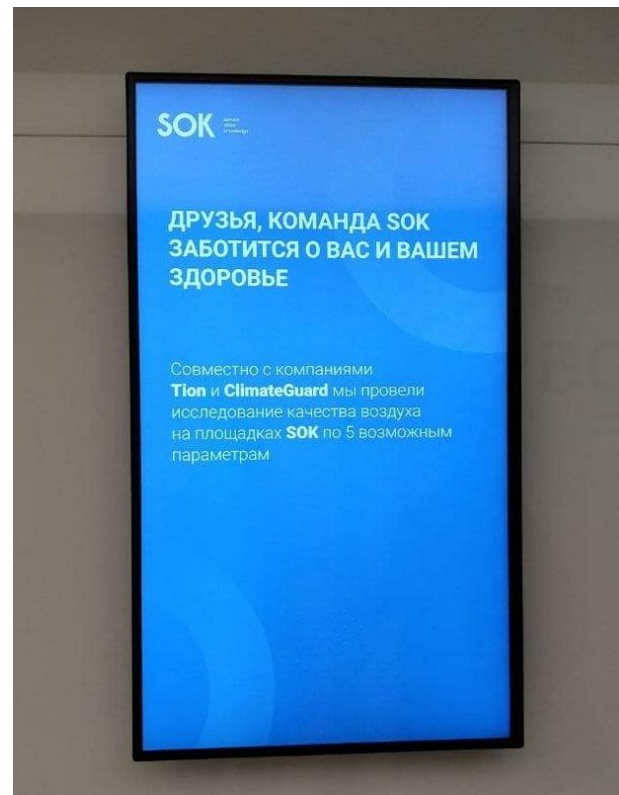 SOK
ДРУЗЬЯ, КОМАНДА SOK
ЗАБОТИТСЯ О ВАС И ВАШЕМ
ЗДОРОВЬЕ
Совместно с компаниями
Tion и ClimateGuard мы провели
исследование качества воздуха
на площадках SOK по 5 возможным
параметрам